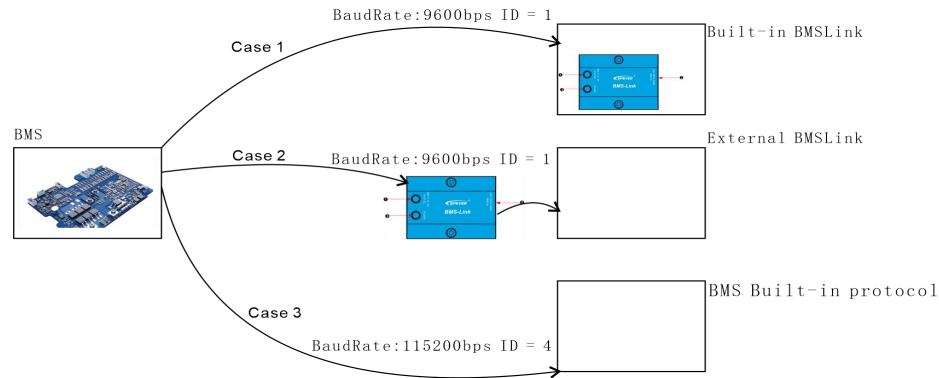 BaudRate:9600bps ID = 1
Built-in BMSLink
Case 1
BMS-Link
BMS
External BMSLink
Case 2
BaudRate:9600bps ID = 1
BMS-Link
BMS Built-in protocol
Case 3
BaudRate:115200bps ID = 4